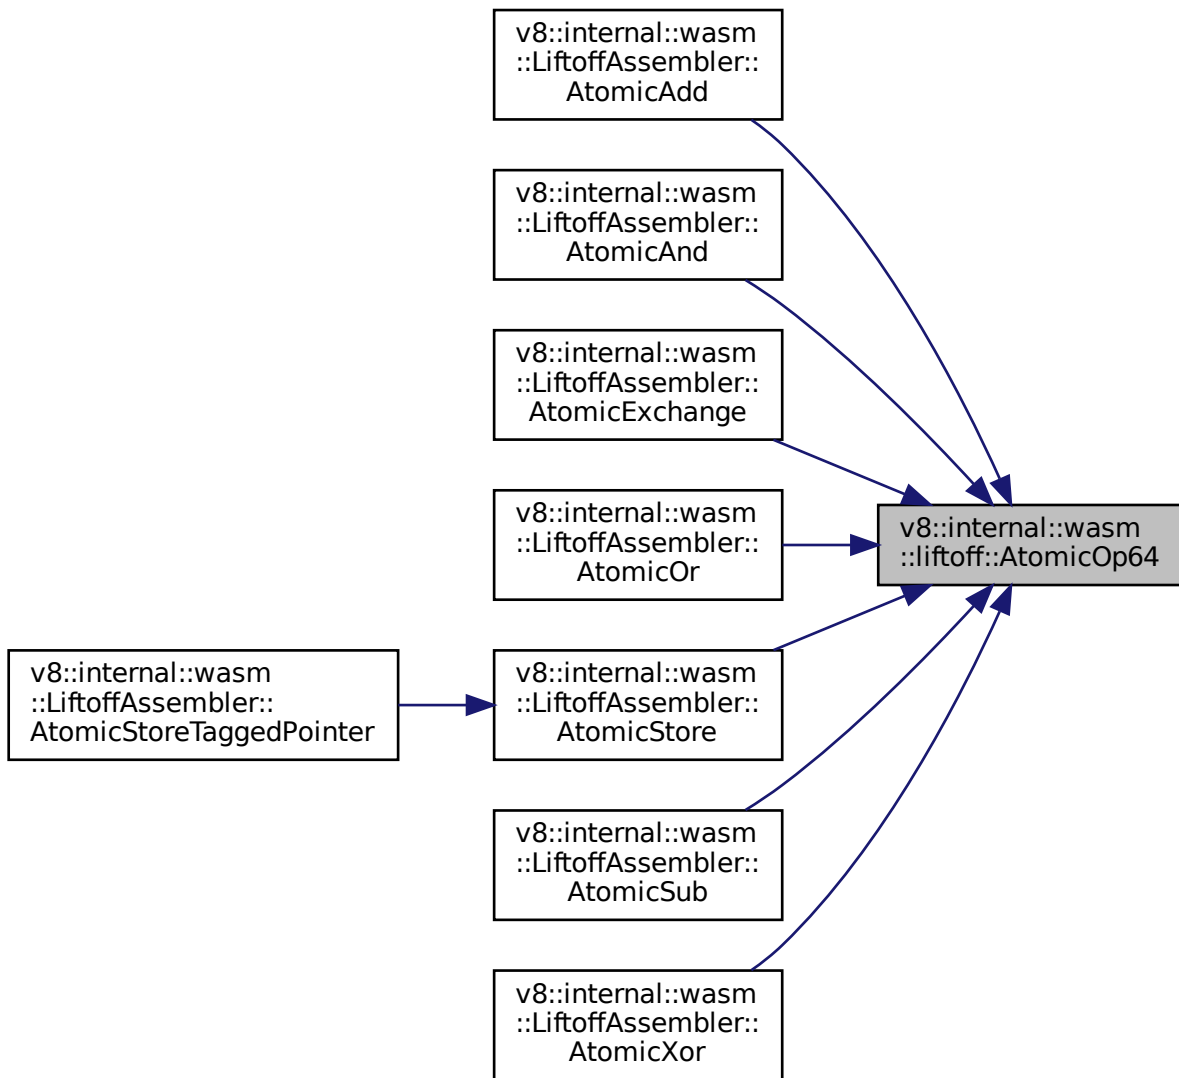 v8::internal::wasm
::LiftoffAssembler::
AtomicAdd
v8::internal::wasm
::LiftoffAssembler::
AtomicAnd
v8::internal::wasm
::LiftoffAssembler::
AtomicExchange
v8::internal::wasm
::LiftoffAssembler::
AtomicOr
v8::internal::wasm
::liftoff::AtomicOp64
v8::internal::wasm
::LiftoffAssembler::
AtomicStoreTaggedPointer
v8::internal::wasm
::LiftoffAssembler::
AtomicStore
v8::internal::wasm
::LiftoffAssembler::
AtomicSub
v8::internal::wasm
::LiftoffAssembler::
AtomicXor